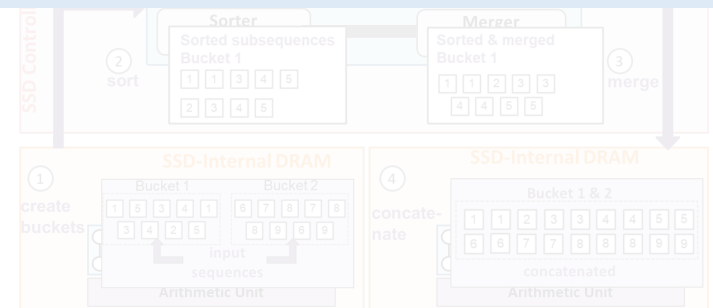 Sorter
Merger
SSD Control
2
sort
Sorted subsequences
Bucket 1
1 1 3 4 5
2 3 4 5
Sorted & merged
Bucket 1
1 1 2 3 3
4 4 5 5
3
merge
SSD-Internal DRAM
1
create
buckets
Bucket 1
1 5 3 4 1
3 4 2 5
Bucket 2
6 7 8 7 8
8 9 6 9
input
sequences
Arithmetic Unit
SSD-Internal DRAM
4
concate-
nate
Bucket 1 & 2
1 1 2 3 3 4 4 5 5
6 6 7 7 8 8 8 9 9
concatenated
Arithmetic Unit